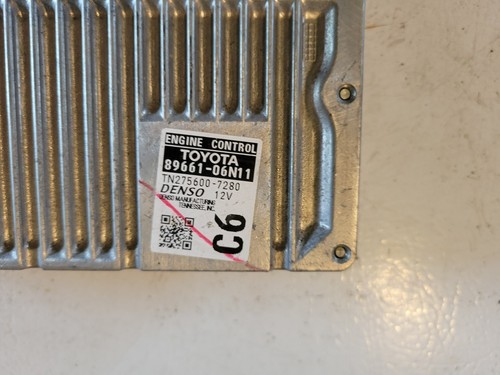 ENGINE CONTROL
TOYOTA
89661-06N11
TN275600-7280
DENSO 12V
DENSO MANUFACTURING
TENNESSEE, INC.
C6